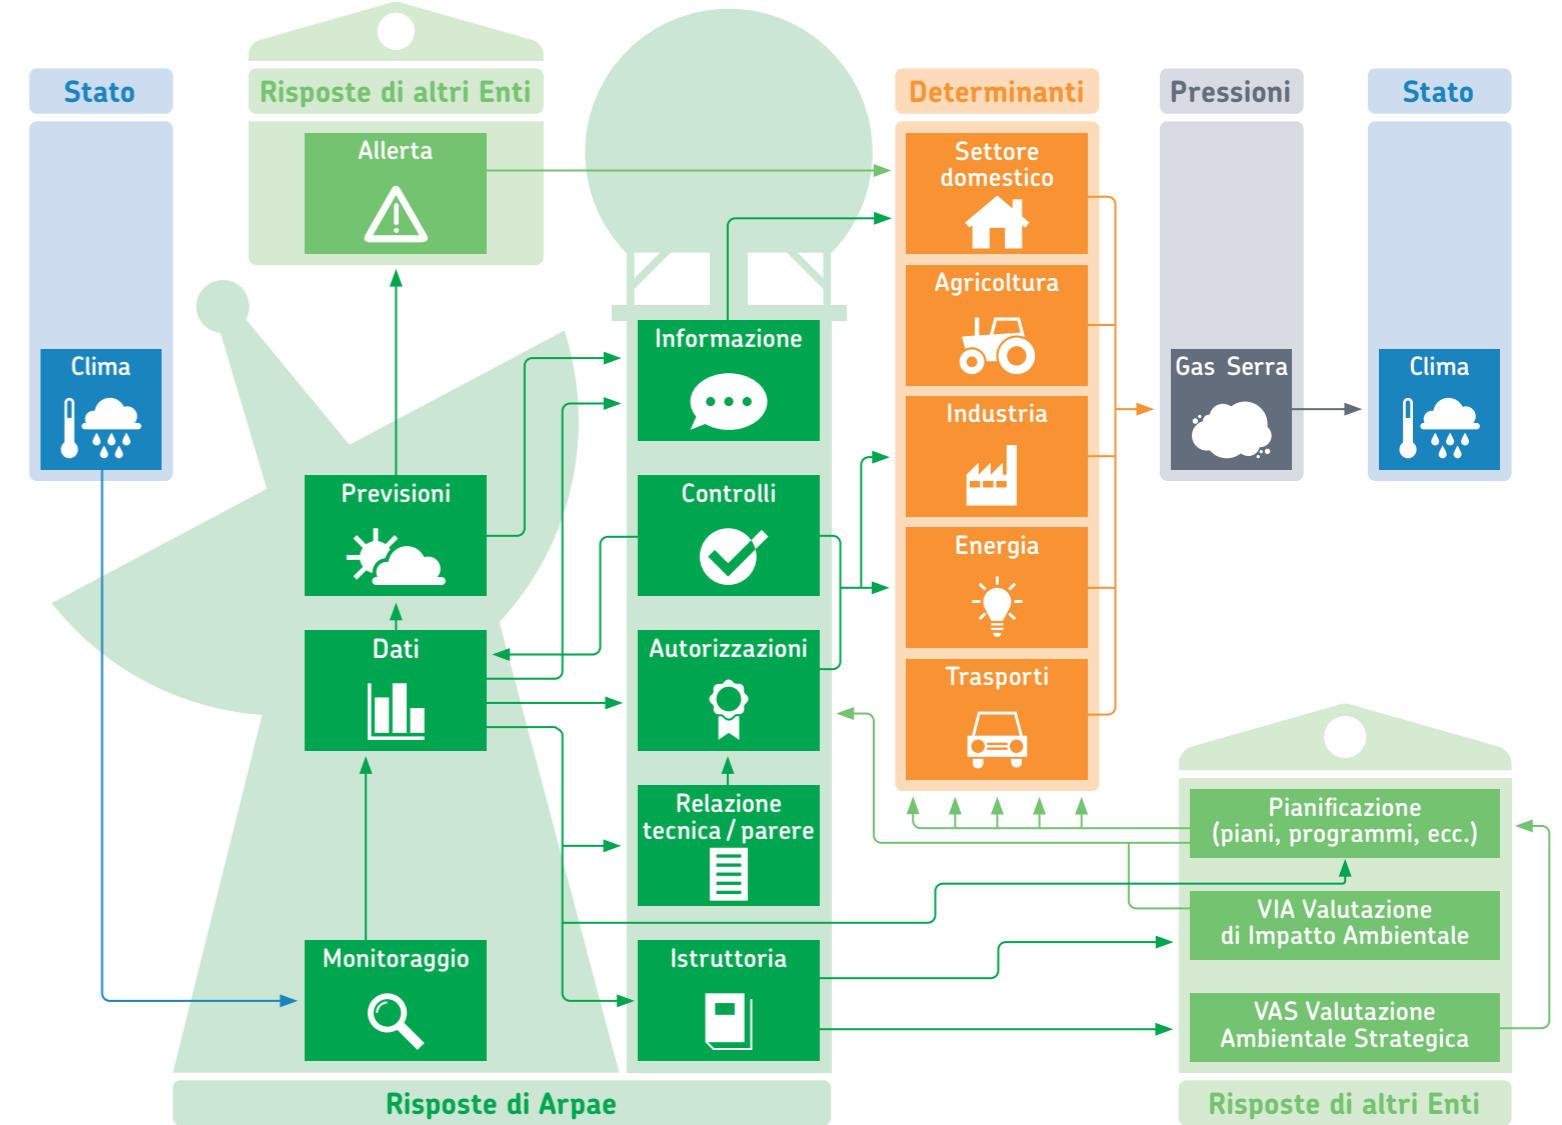 Stato
Clima
Risposte di altri Enti
Allerta
Previsioni
Dati
Monitoraggio
Informazione
Controlli
Autorizzazioni
Relazione
tecnica / parere
Istruttoria
Risposte di Arpae
Determinanti
Settore
domestico
Agricoltura
Industria
Energia
Trasporti
Pressioni
Gas Serra
Stato
Clima
Pianificazione
(piani, programmi, ecc.)
VIA Valutazione
di Impatto Ambientale
VAS Valutazione
Ambientale Strategica
Risposte di altri Enti